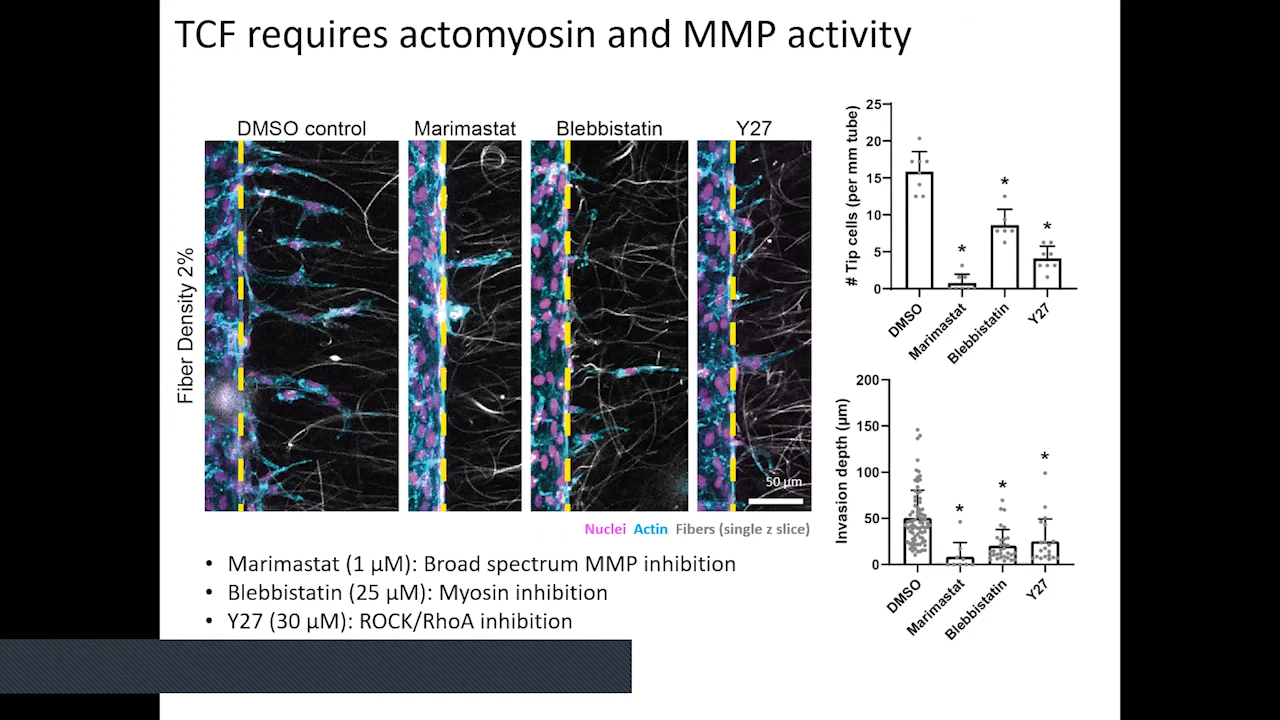 TCF requires actomyosin and MMP activity
DMSO control
Marimastat
Blebbistatin
Y27
Fiber Density 2%
50 μm
Nuclei Actin Fibers (single z slice)
• Marimastat (1 μM): Broad spectrum MMP inhibition
• Blebbistatin (25 μM): Myosin inhibition
• Y27 (30 μM): ROCK/RhoA inhibition
# Tip cells (per mm tube)
25
20
15
10
5
0
*
*
*
DMSO
Marimastat
Blebbistatin
Y27
Invasion depth (μm)
200
150
100
50
0
*
*
*
DMSO
Marimastat
Blebbistatin
Y27